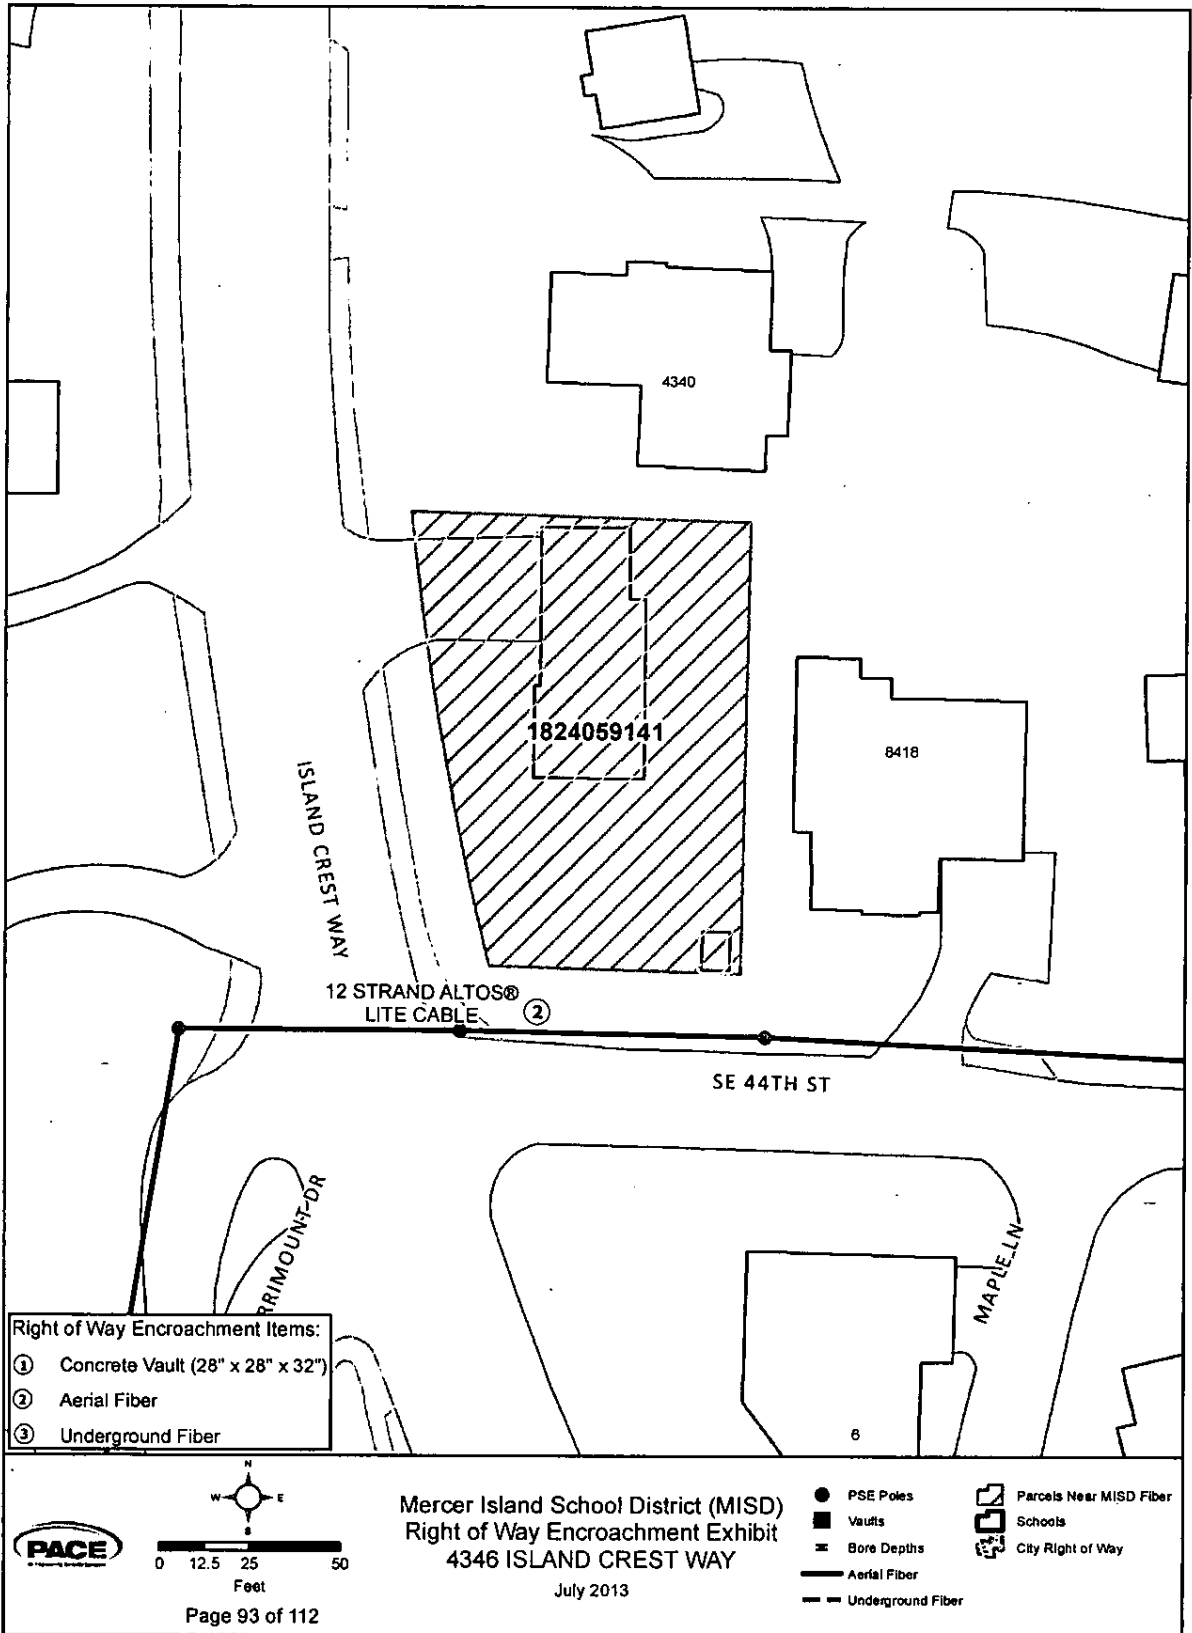 4340
1824059141
8418
ISLAND CREST WAY
12 STRAND ALTOS®
LITE CABLE
②
SE 44TH ST
RRIMOUNT DR
MAPLE LN
6
Right of Way Encroachment Items:
① Concrete Vault (28" x 28" x 32")
② Aerial Fiber
③ Underground Fiber
PACE
N
W E
S
0 12.5 25 50
Feet
Page 93 of 112
Mercer Island School District (MISD)
Right of Way Encroachment Exhibit
4346 ISLAND CREST WAY
July 2013
PSE Poles
Vaults
Bore Depths
Aerial Fiber
Underground Fiber
Parcels Near MISD Fiber
Schools
City Right of Way